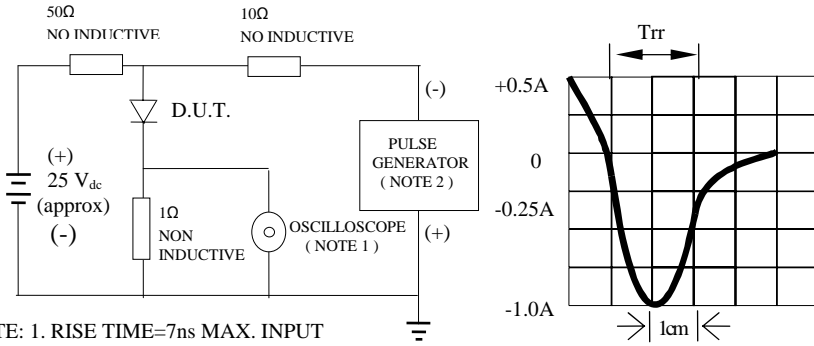 50Ω
NO INDUCTIVE
10Ω
NO INDUCTIVE
D.U.T.
(+)
25 Vdc
(approx)
(-)
1Ω
NON
INDUCTIVE
OSCILLOSCOPE
( NOTE 1 )
(-)
PULSE
GENERATOR
( NOTE 2 )
(+)
TE: 1. RISE TIME=7ns MAX. INPUT
Trr
+0.5A
0
-0.25A
-1.0A
1cm